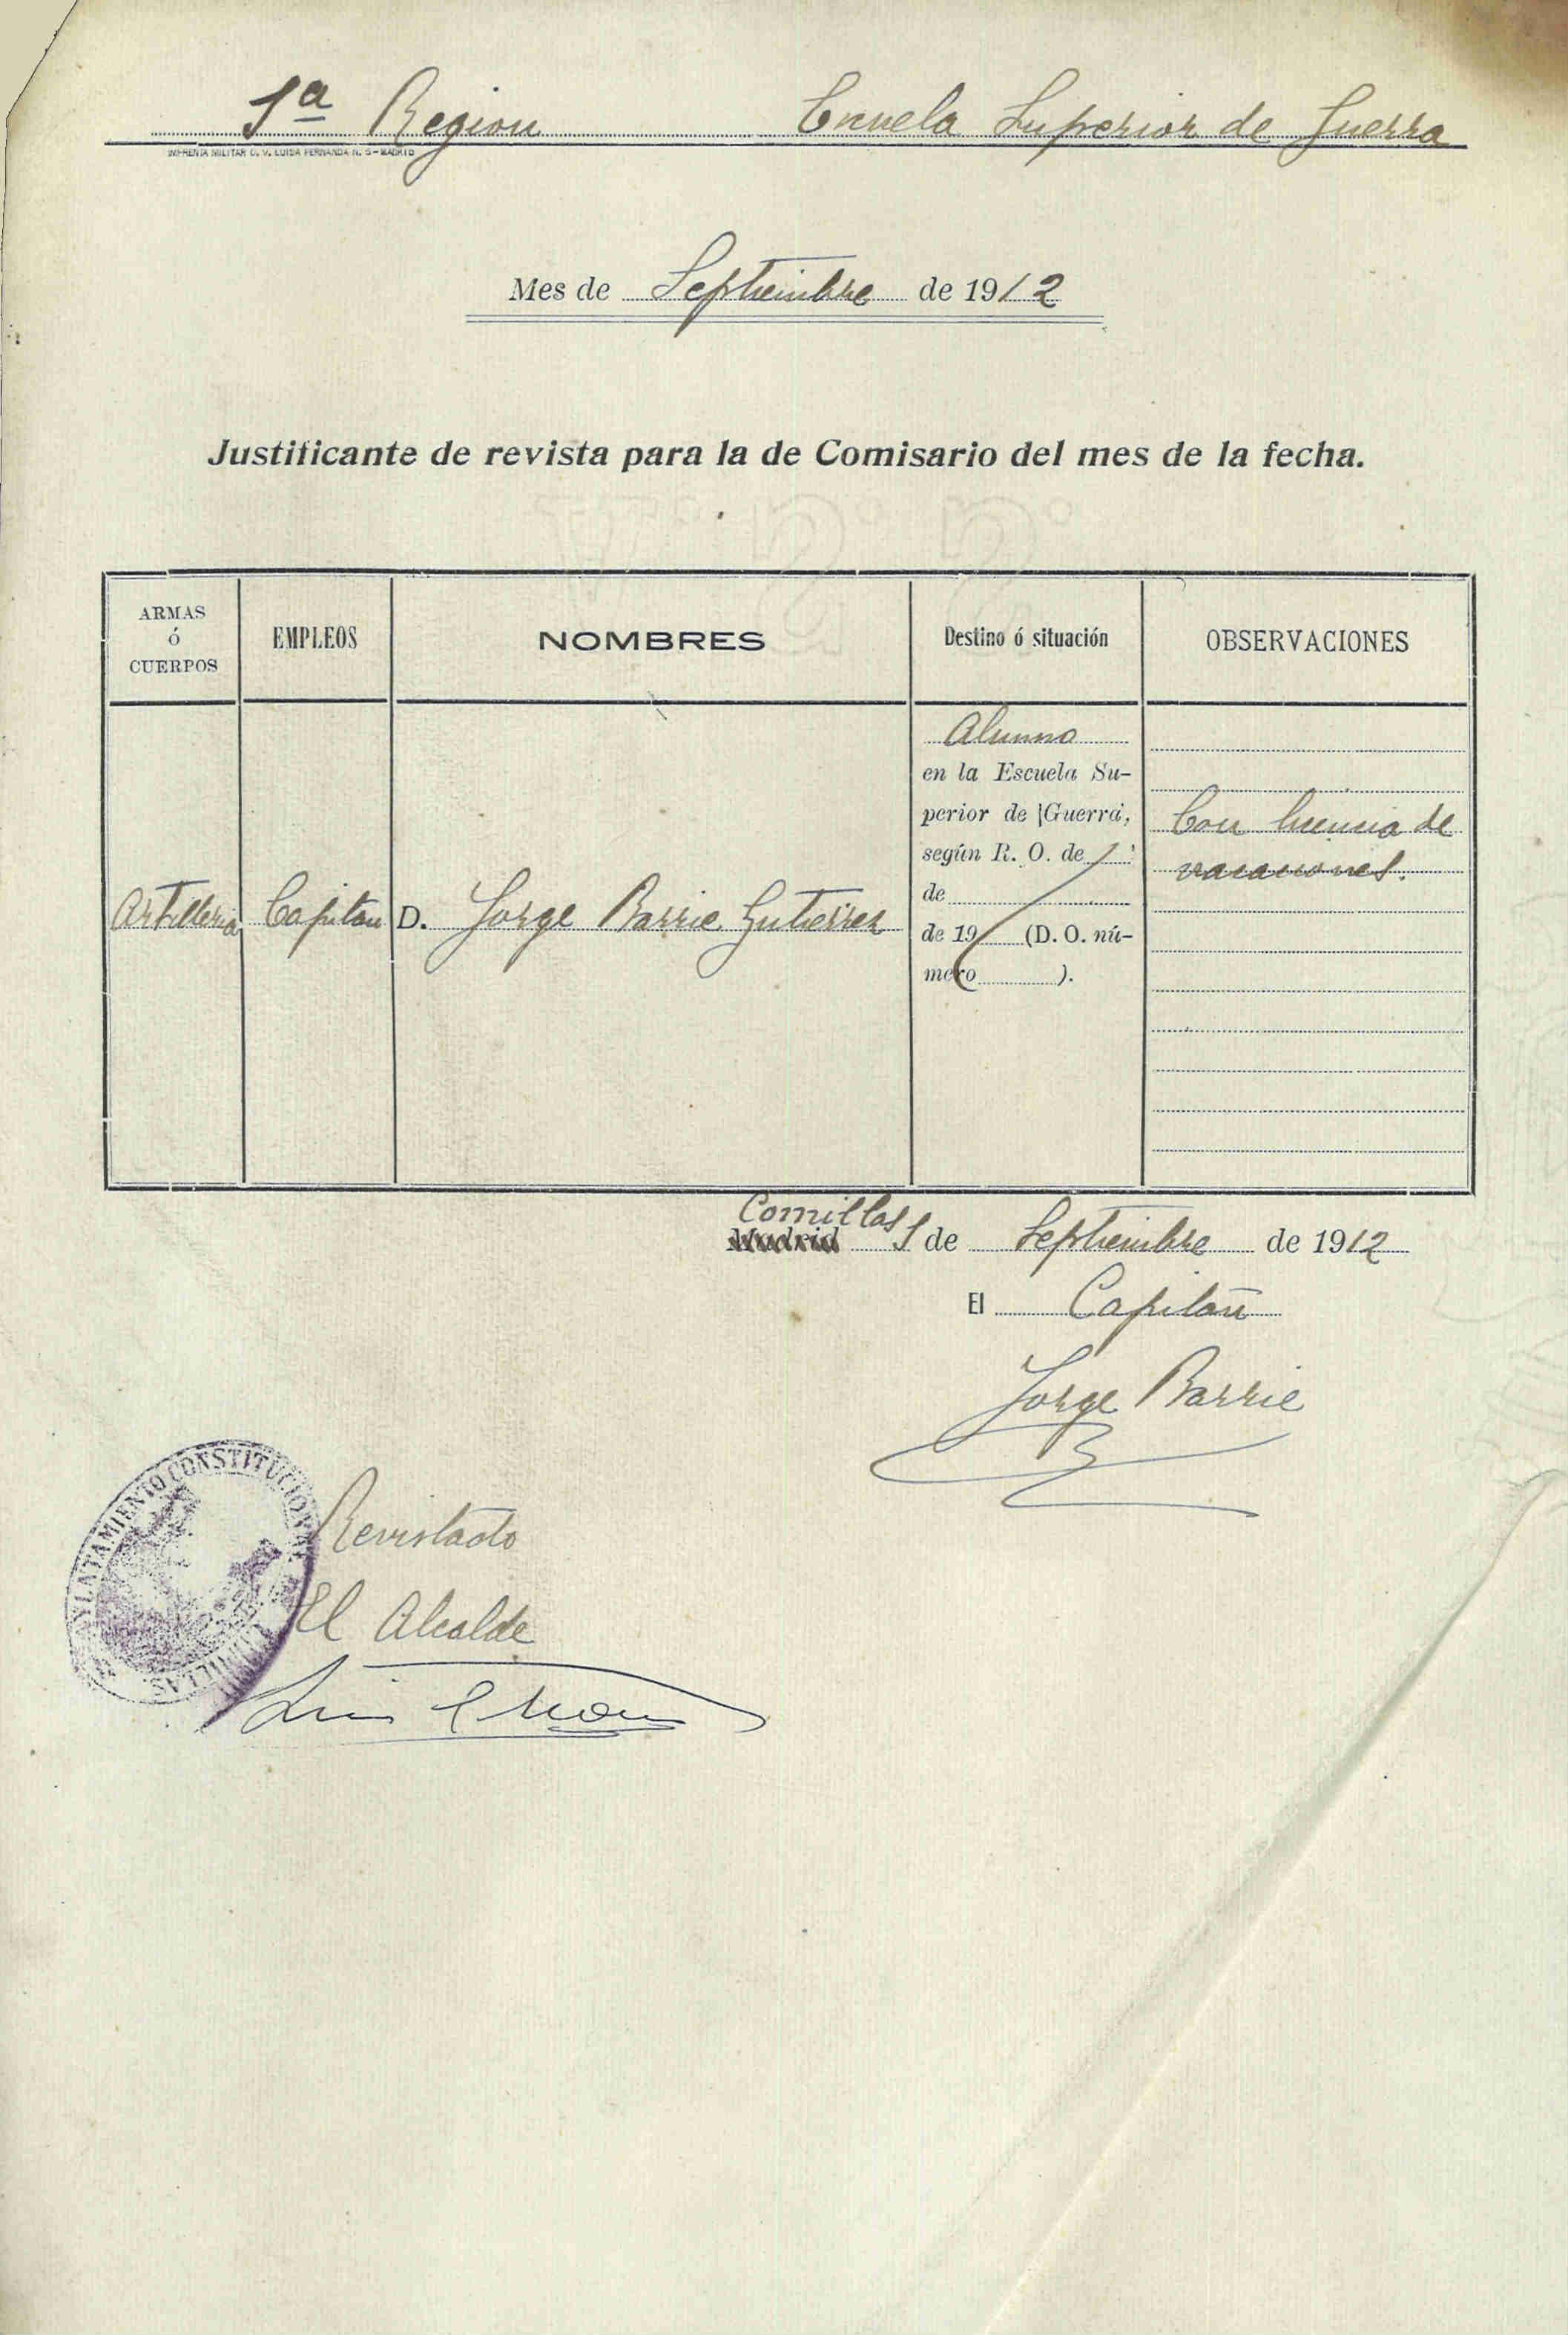 1ª Region Escuela Superior de Guerra
IMPRENTA MILITAR C. V. LUISA FERNANDA N. 5-MADRID
Mes de Septiembre de 1912
Justificante de revista para la de Comisario del mes de la fecha.
ARMAS
ó
CUERPOS
EMPLEOS
NOMBRES
Destino ó situación
OBSERVACIONES
Artilleria
Capitan
D. Jorge Barrie Gutierrez
Alumno
en la Escuela Su-
perior de Guerra,
según R. O. de
de
de 19 (D. O. nú-
mero ).
Con licencia de
vacaciones.
Comillas
Madrid 1 de Septiembre de 1912
El Capitan
Jorge Barrie
AYUNTAMIENTO CONSTITUCIONAL
COMILLAS
Revistado
El Alcalde